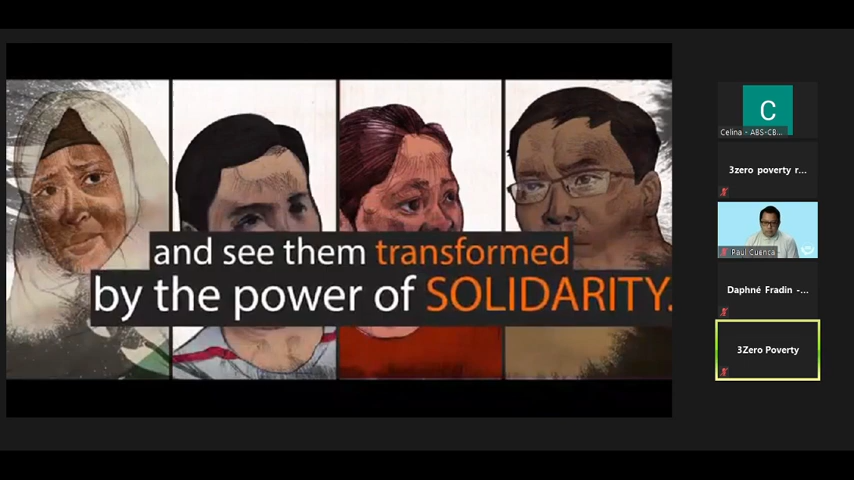 and see them transformed
by the power of SOLIDARITY.
C
Celina - ABS-CB...
3zero poverty r...
Paul Cuenca
Daphné Fradin -...
3Zero Poverty